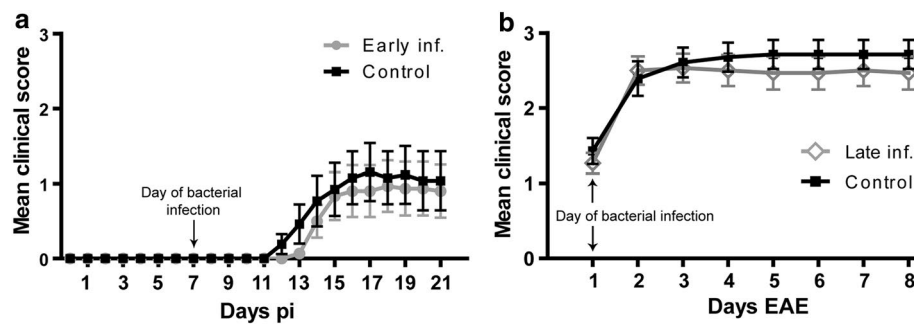 a
Mean clinical score
3
2
1
0
Early inf.
Control
Day of bacterial
infection
1 3 5 7 9 11 13 15 17 19 21
Days pi
b
Mean clinical score
3
2
1
0
Late inf.
Control
Day of bacterial infection
1 2 3 4 5 6 7 8
Days EAE